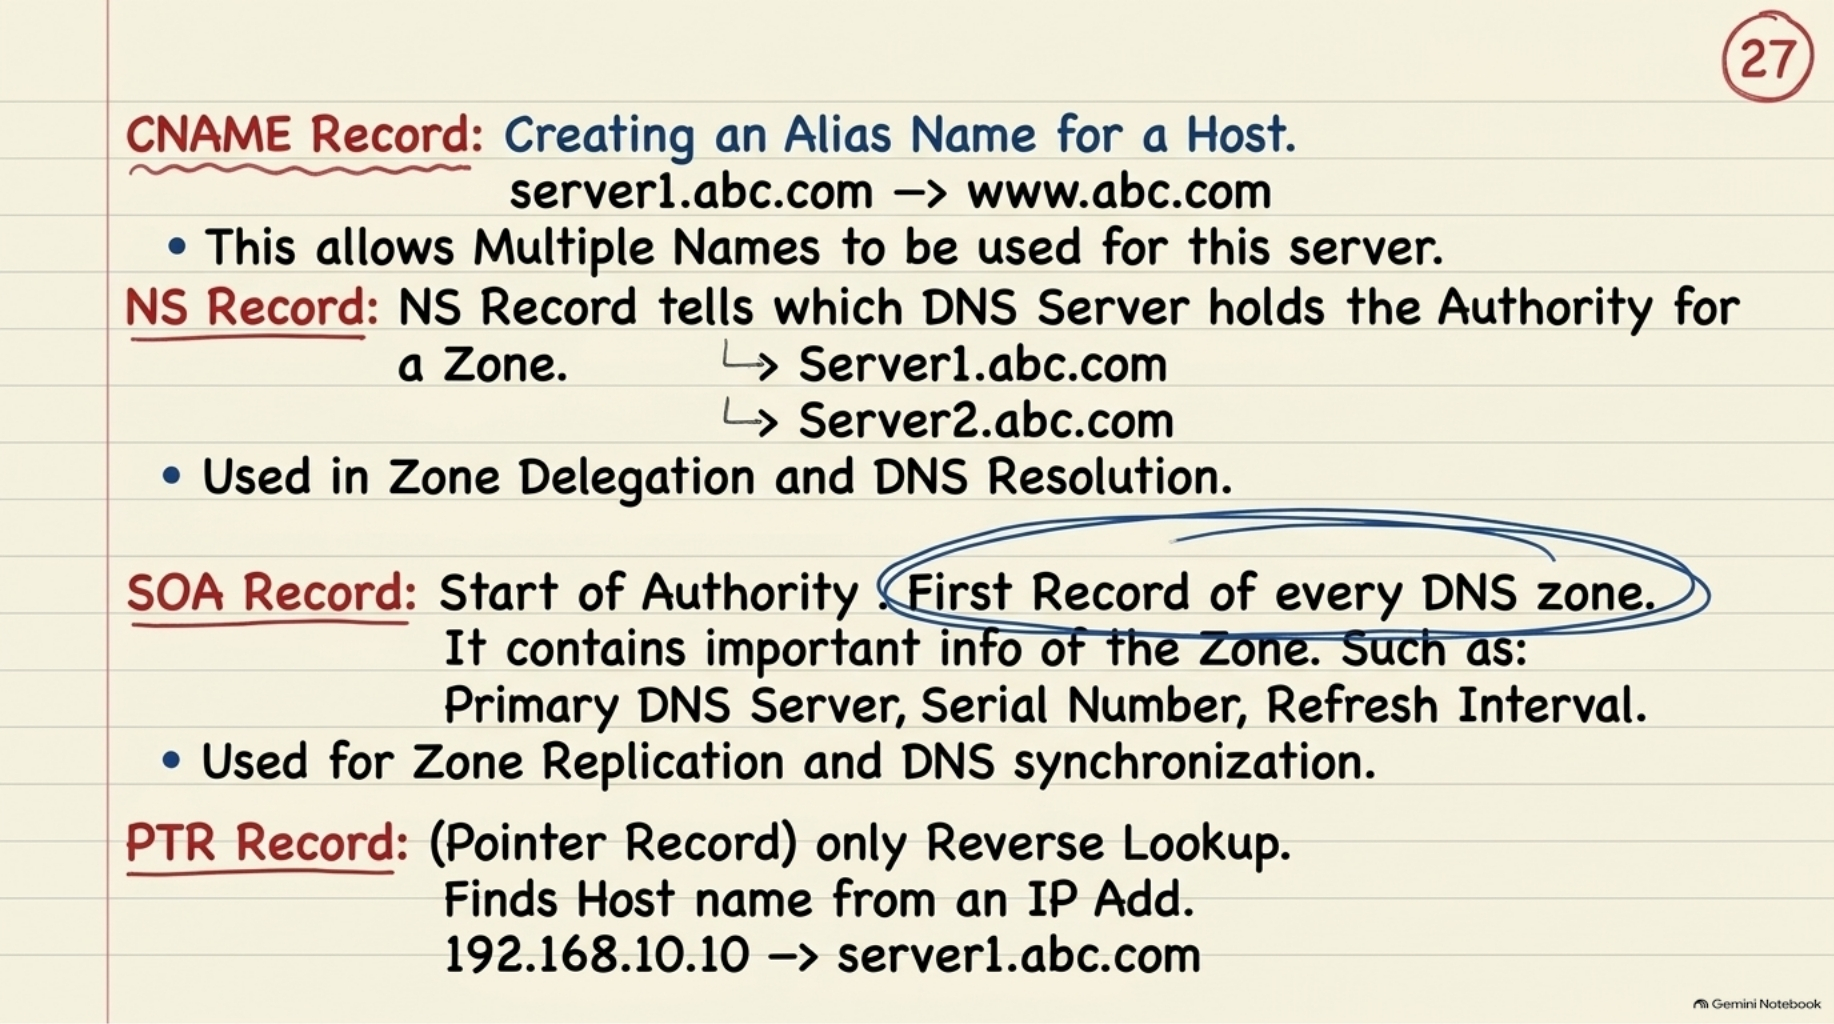 27
CNAME Record: Creating an Alias Name for a Host.
server1.abc.com —> www.abc.com
• This allows Multiple Names to be used for this server.
NS Record: NS Record tells which DNS Server holds the Authority for
a Zone. ↳ Server1.abc.com
↳ Server2.abc.com
• Used in Zone Delegation and DNS Resolution.
SOA Record: Start of Authority . First Record of every DNS zone.
It contains important info of the Zone. Such as:
Primary DNS Server, Serial Number, Refresh Interval.
• Used for Zone Replication and DNS synchronization.
PTR Record: (Pointer Record) only Reverse Lookup.
Finds Host name from an IP Add.
192.168.10.10 —> server1.abc.com
Gemini Notebook